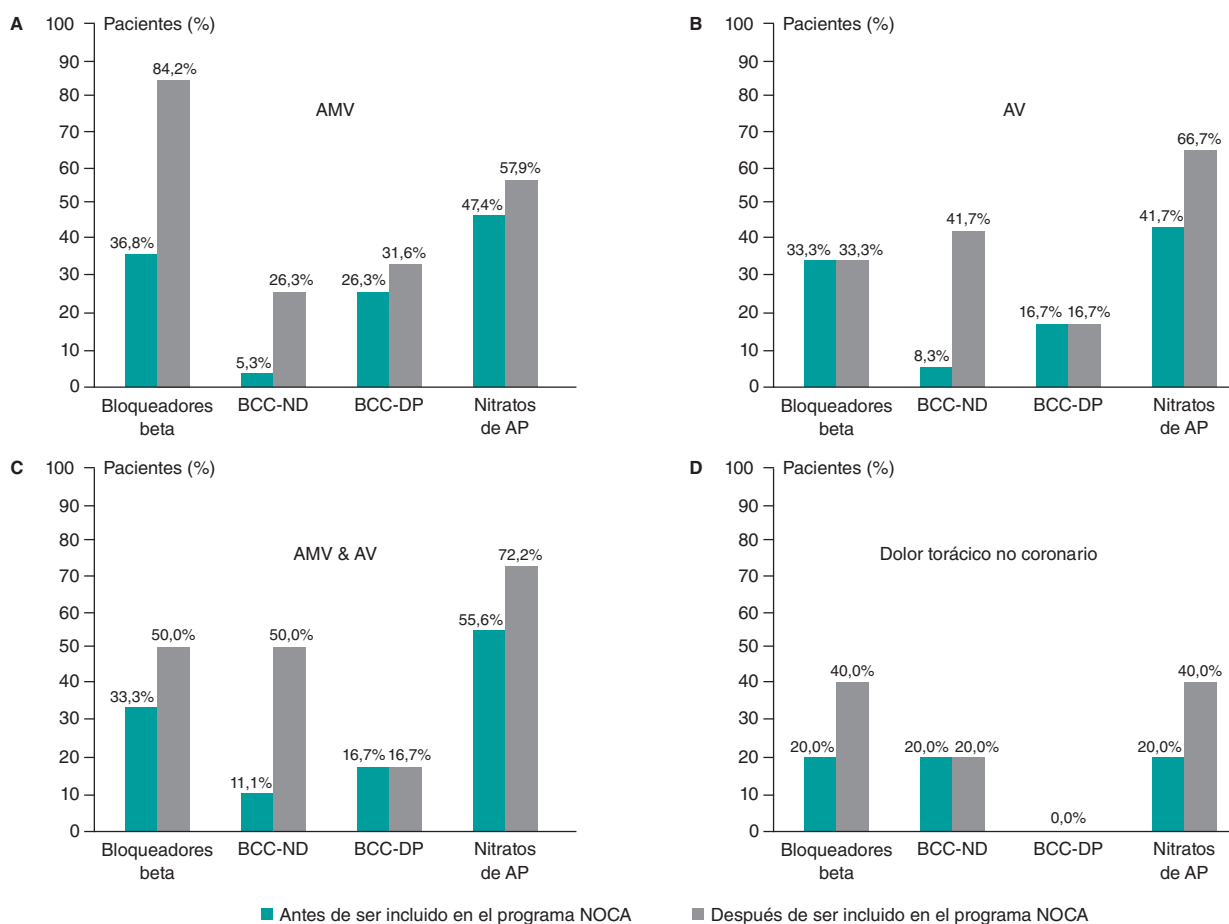 A
Pacientes (%)
AMV
100
90
80
70
60
50
40
30
20
10
0
36,8%
84,2%
5,3%
26,3%
26,3%
31,6%
47,4%
57,9%
Bloqueadores
beta
BCC-ND
BCC-DP
Nitratos
de AP
B
Pacientes (%)
AV
100
90
80
70
60
50
40
30
20
10
0
33,3%
33,3%
8,3%
41,7%
16,7%
16,7%
41,7%
66,7%
Bloqueadores
beta
BCC-ND
BCC-DP
Nitratos
de AP
C
Pacientes (%)
AMV & AV
100
90
80
70
60
50
40
30
20
10
0
33,3%
50,0%
11,1%
50,0%
16,7%
16,7%
55,6%
72,2%
Bloqueadores
beta
BCC-ND
BCC-DP
Nitratos
de AP
D
Pacientes (%)
Dolor torácico no coronario
100
90
80
70
60
50
40
30
20
10
0
20,0%
40,0%
20,0%
20,0%
0,0%
20,0%
40,0%
Bloqueadores
beta
BCC-ND
BCC-DP
Nitratos
de AP
Antes de ser incluido en el programa NOCA
Después de ser incluido en el programa NOCA